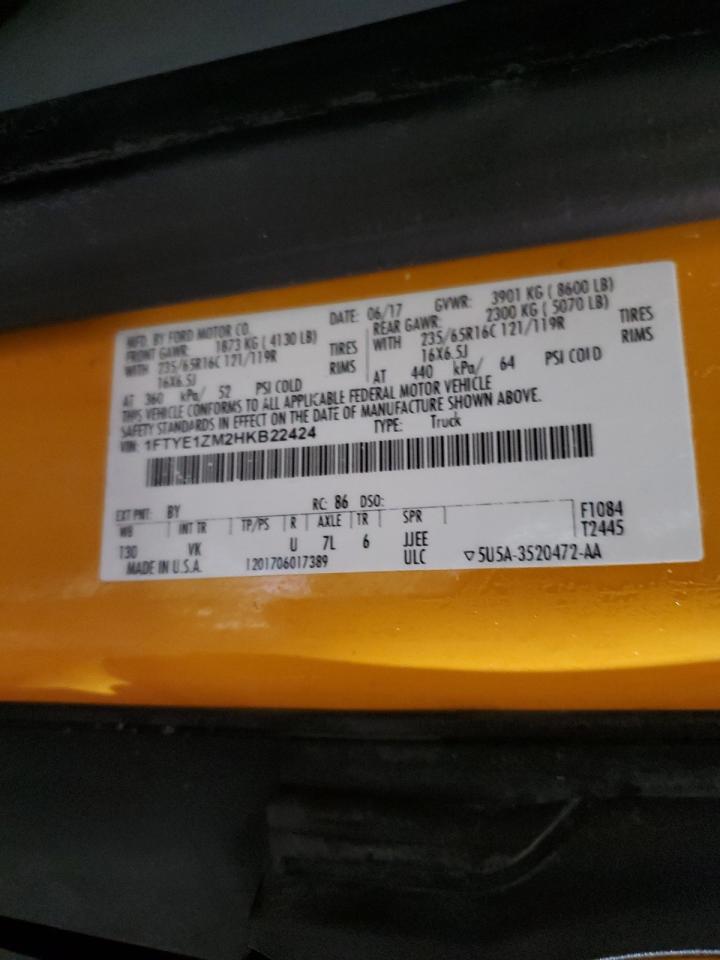 MFD. BY FORD MOTOR CO. DATE: 06/17 GVWR: 3901 KG ( 8600 LB)
FRONT GAWR: 1873 KG ( 4130 LB) REAR GAWR: 2300 KG ( 5070 LB)
WITH 235/65R16C 121/119R TIRES WITH 235/65R16C 121/119R TIRES
16X6.5J RIMS 16X6.5J RIMS
AT 360 kPa/ 52 PSI COLD AT 440 kPa/ 64 PSI COLD
THIS VEHICLE CONFORMS TO ALL APPLICABLE FEDERAL MOTOR VEHICLE
SAFETY STANDARDS IN EFFECT ON THE DATE OF MANUFACTURE SHOWN ABOVE.
VIN: 1FTYE1ZM2HKB22424 TYPE: Truck
EXT PNT: BY RC: 86 DSO:
WB INT TR TP/PS R AXLE TR SPR F1084
130 VK U 7L 6 JJEE T2445
MADE IN U.S.A. 1201706017389 ULC ▽5U5A-3520472-AA